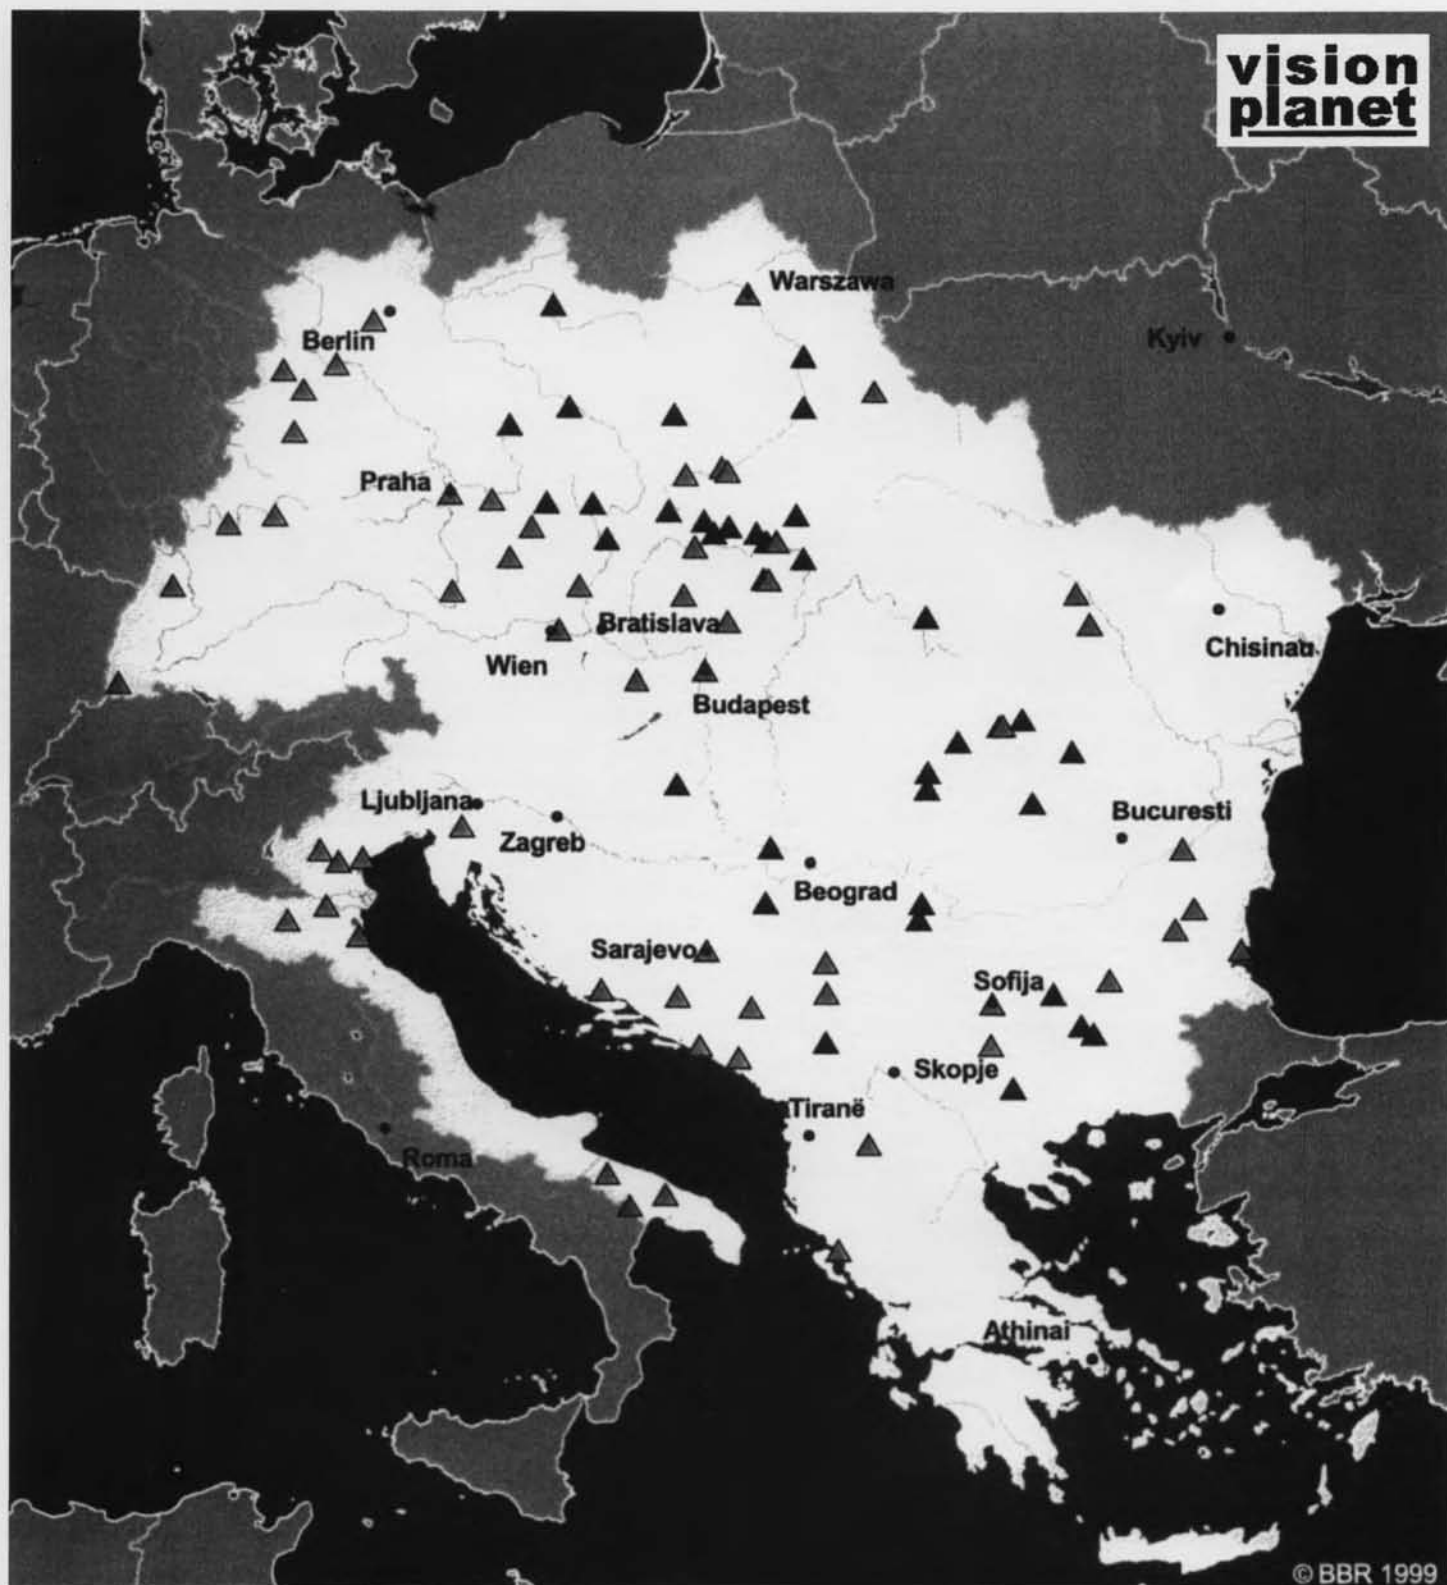 vision
planet
Warszawa
Kyiv
Berlin
Praha
Bratislava
Chisinau
Wien
Budapest
Ljubljana
Bucuresti
Zagreb
Beograd
Sarajevo
Sofija
Skopje
Tiranë
Roma
Athinai
© BBR 1999